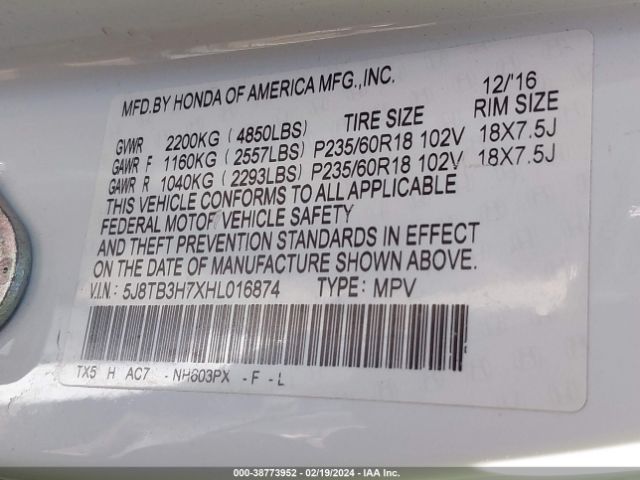 MFD.BY HONDA OF AMERICA MFG.,INC. 12/'16
TIRE SIZE RIM SIZE
GVWR 2200KG ( 4850LBS)
GAWR F 1160KG ( 2557LBS) P235/60R18 102V 18X7.5J
GAWR R 1040KG ( 2293LBS) P235/60R18 102V 18X7.5J
THIS VEHICLE CONFORMS TO ALL APPLICABLE
FEDERAL MOTOR VEHICLE SAFETY
AND THEFT PREVENTION STANDARDS IN EFFECT
ON THE DATE OF MANUFACTURE SHOWN ABOVE.
V.I.N.: 5J8TB3H7XHL016874 TYPE: MPV
TX5 H AC7 - NH603PX - F - L
000-38773952 - 02/19/2024 - IAAI.COM